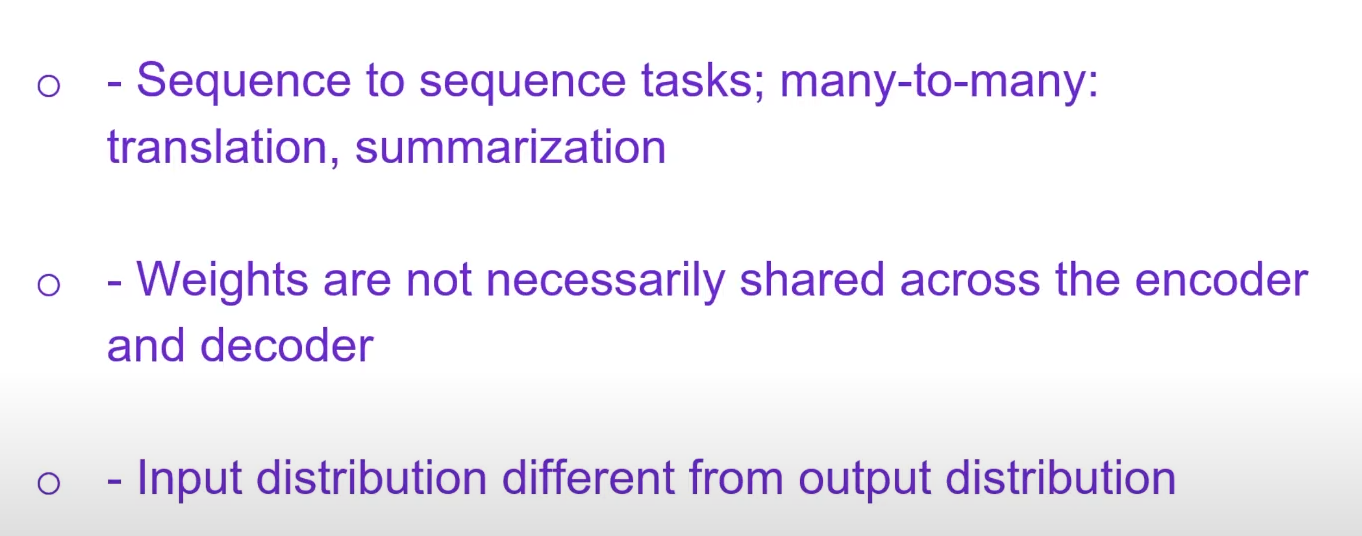 - Sequence to sequence tasks; many-to-many:
translation, summarization
- Weights are not necessarily shared across the encoder
and decoder
- Input distribution different from output distribution